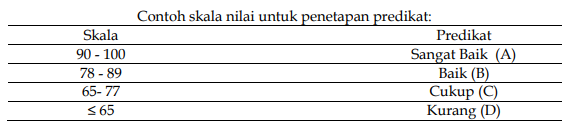 Contoh skala nilai untuk penetapan predikat:
Skala Predikat
90 - 100 Sangat Baik (A)
78 - 89 Baik (B)
65- 77 Cukup (C)
≤ 65 Kurang (D)